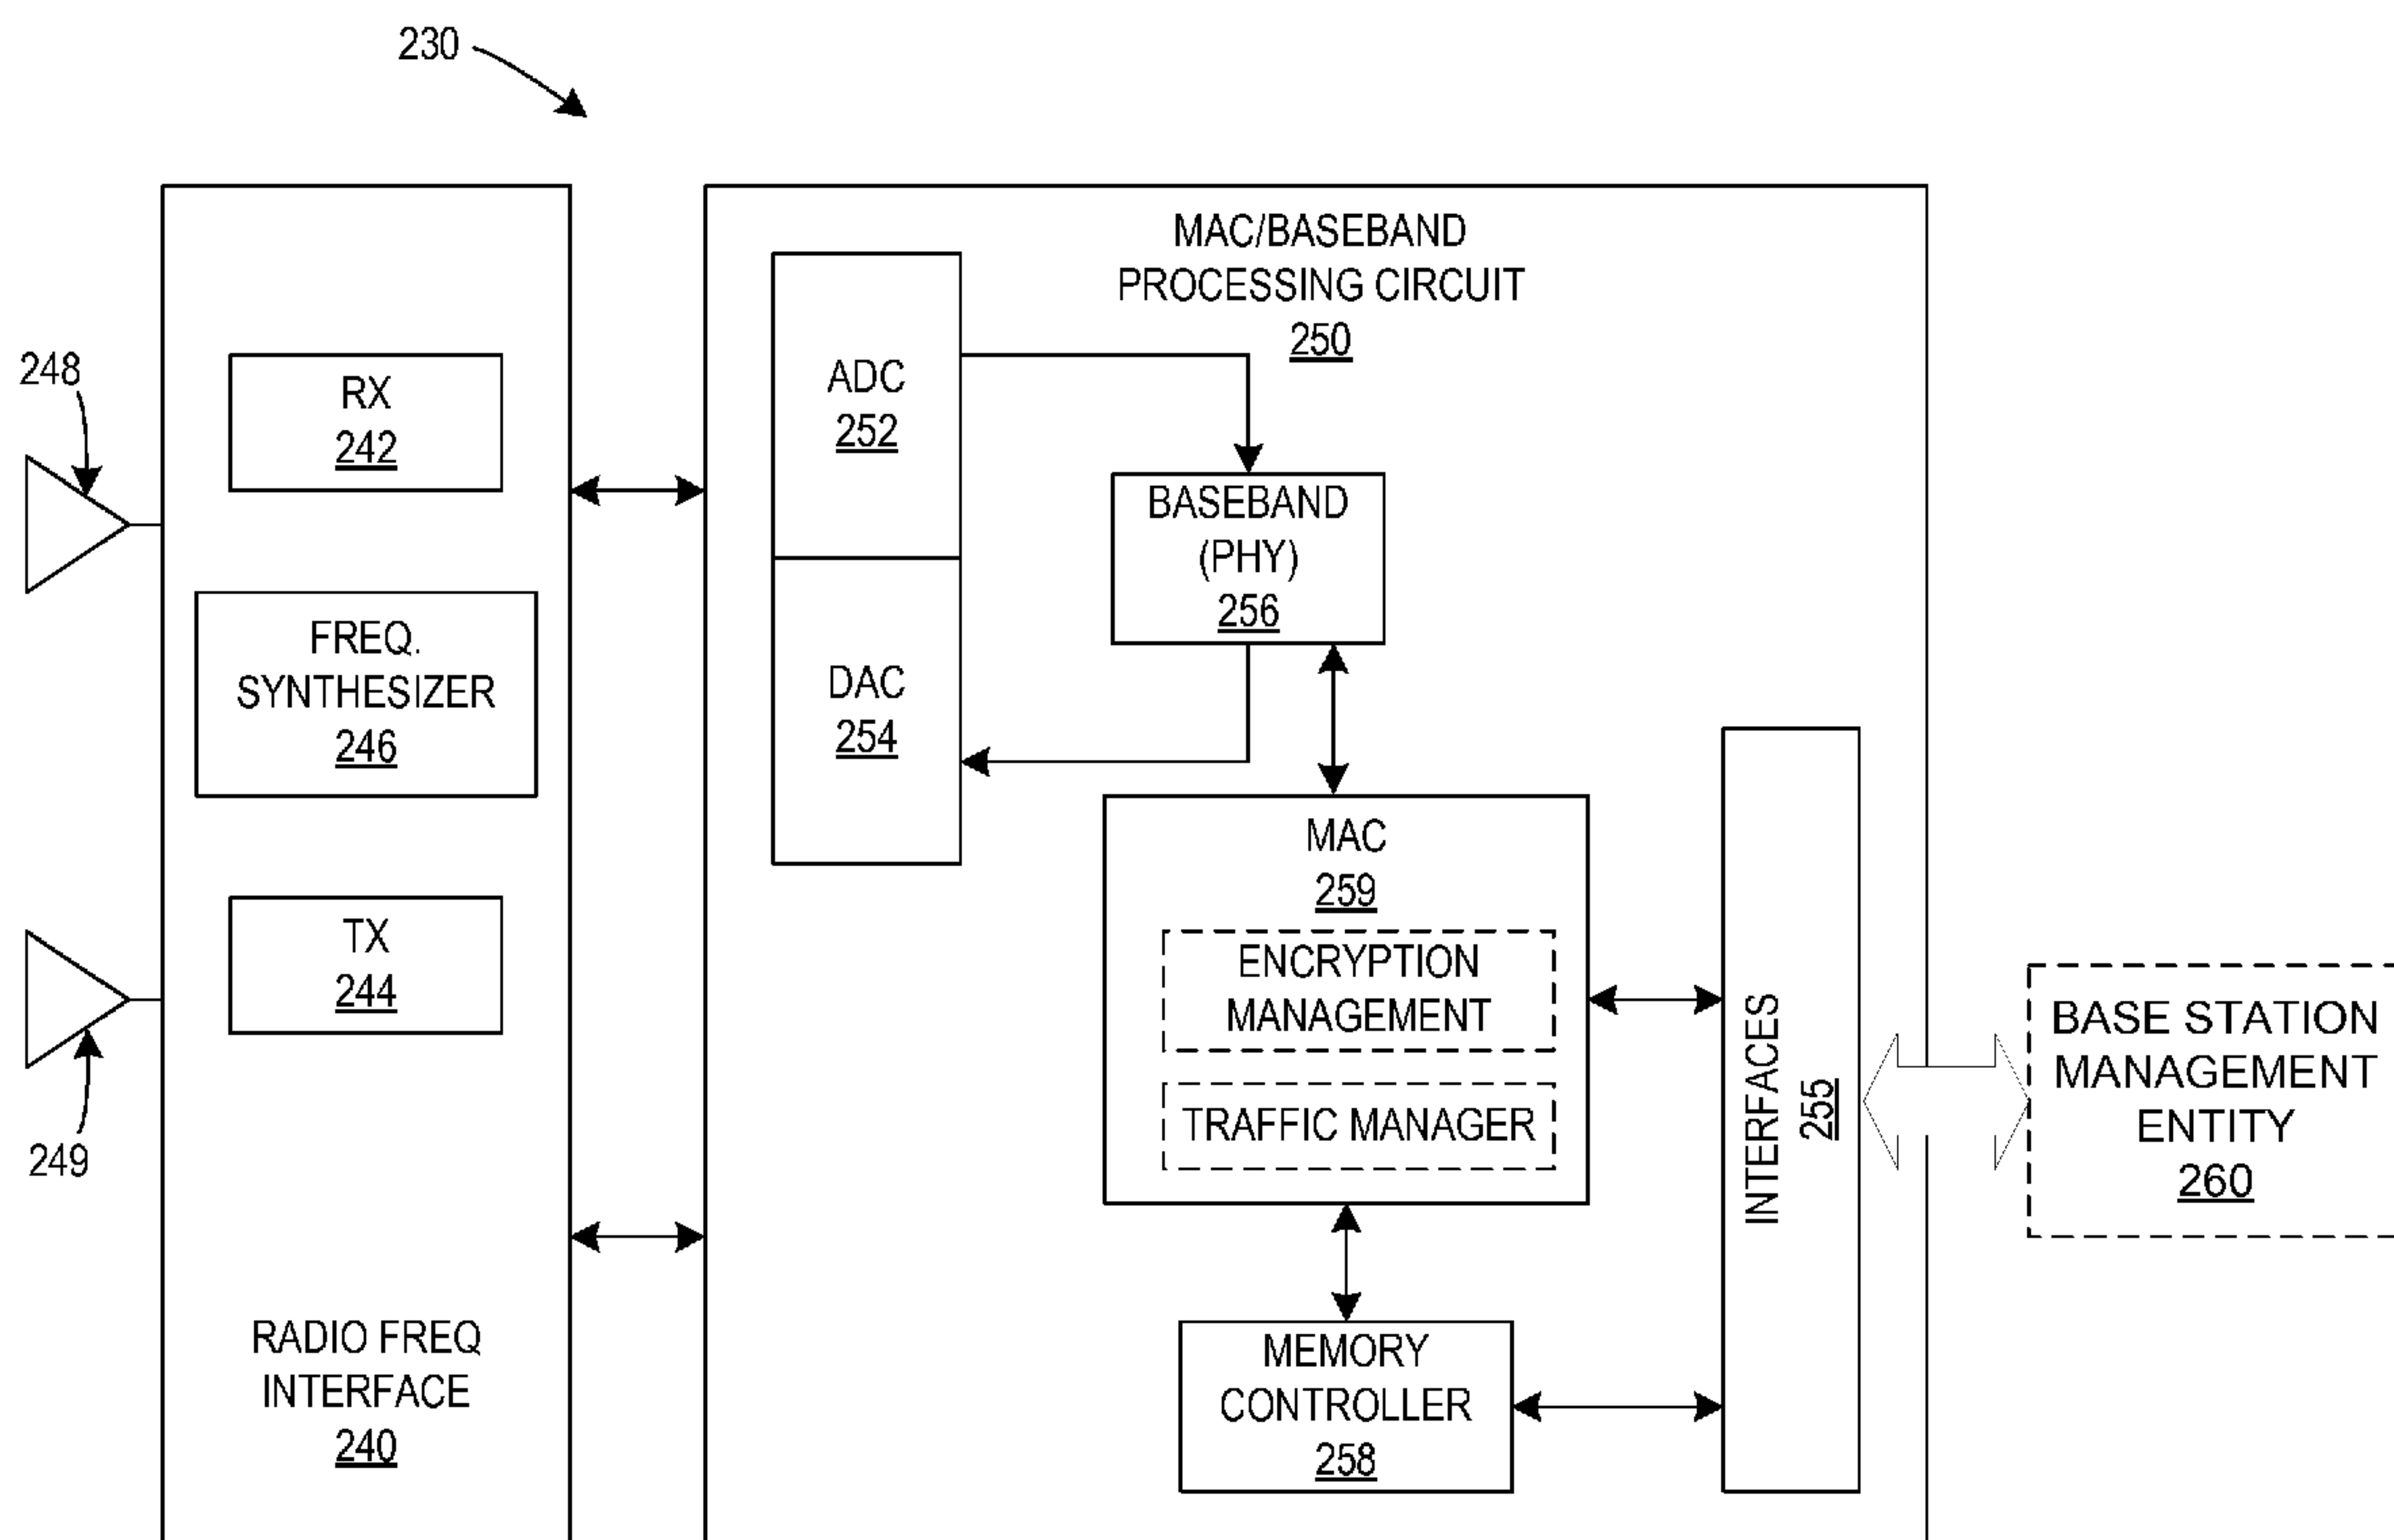 230
248
249
RX
242
FREQ.
SYNTHESIZER
246
TX
244
RADIO FREQ
INTERFACE
240
MAC/BASEBAND
PROCESSING CIRCUIT
250
ADC
252
DAC
254
BASEBAND
(PHY)
256
MAC
259
ENCRYPTION
MANAGEMENT
TRAFFIC MANAGER
MEMORY
CONTROLLER
258
INTERFACES
255
BASE STATION
MANAGEMENT
ENTITY
260